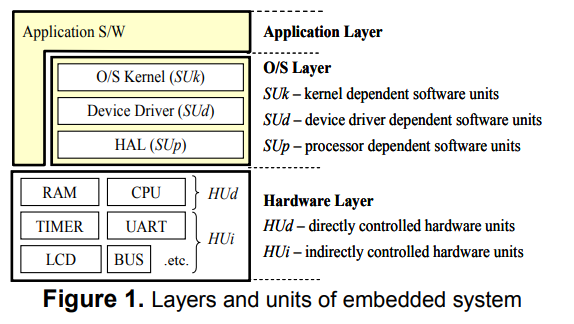 Application S/W
Application Layer
O/S Kernel (SUk)
Device Driver (SUd)
HAL (SUp)
O/S Layer
SUk – kernel dependent software units
SUd – device driver dependent software units
SUp – processor dependent software units
RAM CPU HUd
TIMER UART
HUi
LCD BUS .etc.
Hardware Layer
HUd – directly controlled hardware units
HUi – indirectly controlled hardware units
Figure 1. Layers and units of embedded system